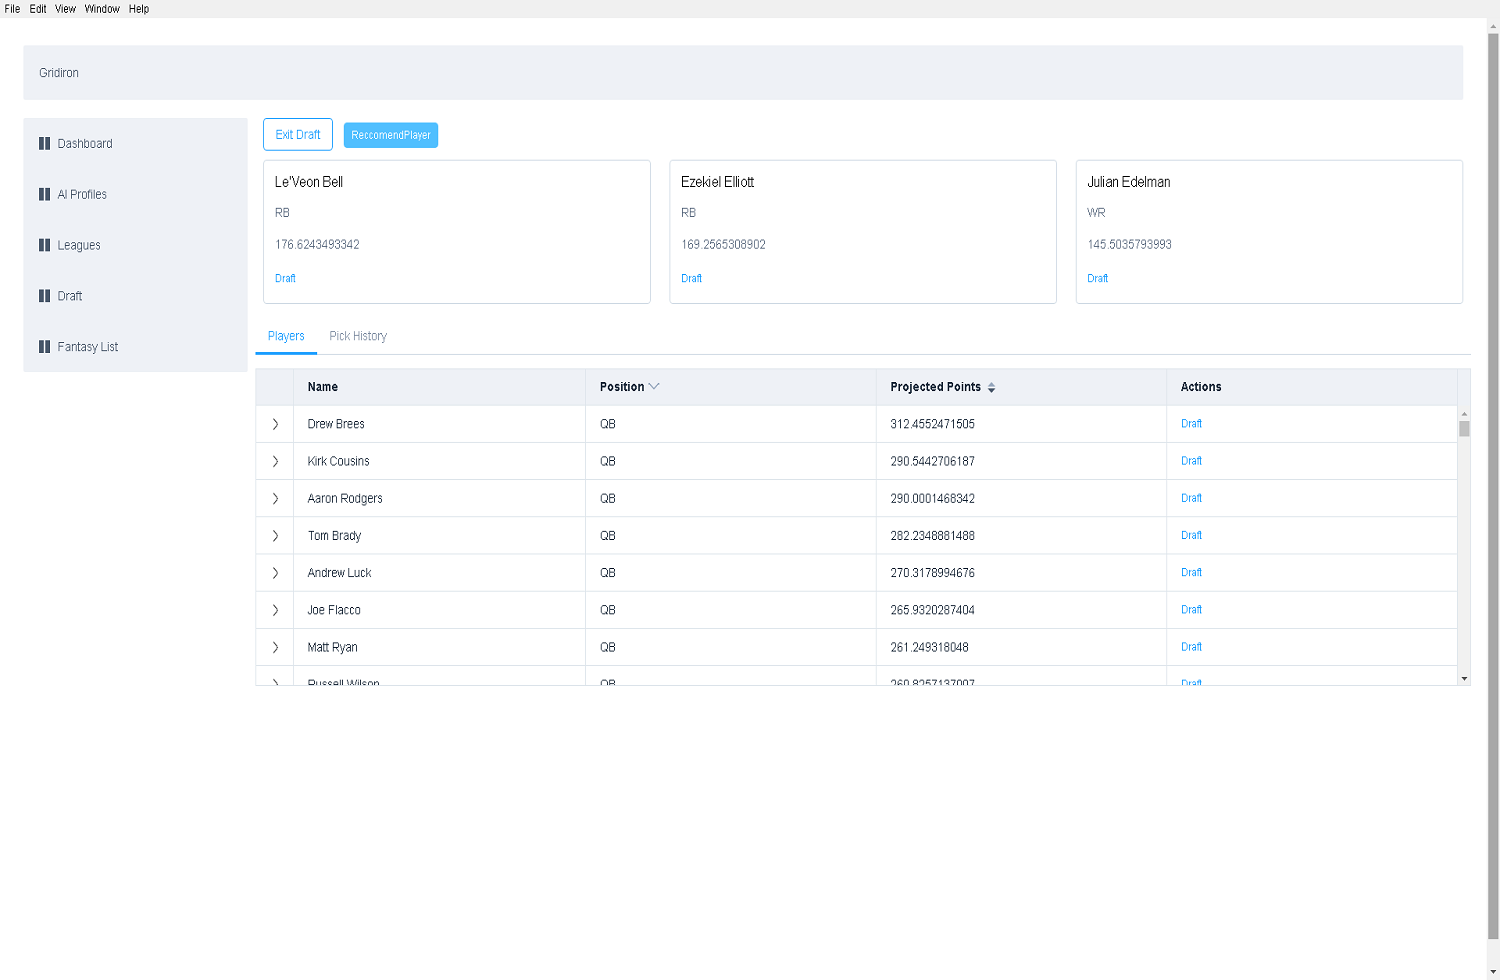 File Edit View Window Help
Gridiron
Dashboard
AI Profiles
Leagues
Draft
Fantasy List
Exit Draft ReccomendPlayer
Le'Veon Bell
RB
176.6243493342
Draft
Ezekiel Elliott
RB
169.2565308902
Draft
Julian Edelman
WR
145.5035793993
Draft
Players Pick History
Name Position Projected Points Actions
Drew Brees QB 312.4552471505 Draft
Kirk Cousins QB 290.5442706187 Draft
Aaron Rodgers QB 290.0001468342 Draft
Tom Brady QB 282.2348881488 Draft
Andrew Luck QB 270.3178994676 Draft
Joe Flacco QB 265.9320287404 Draft
Matt Ryan QB 261.249318048 Draft
Russell Wilson QB 260.8257137007 Draft